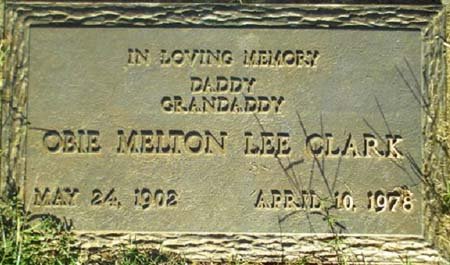 IN LOVING MEMORY
DADDY
GRANDADDY
OBIE MELTON LEE CLARK
MAY 24, 1902 APRIL 10, 1978